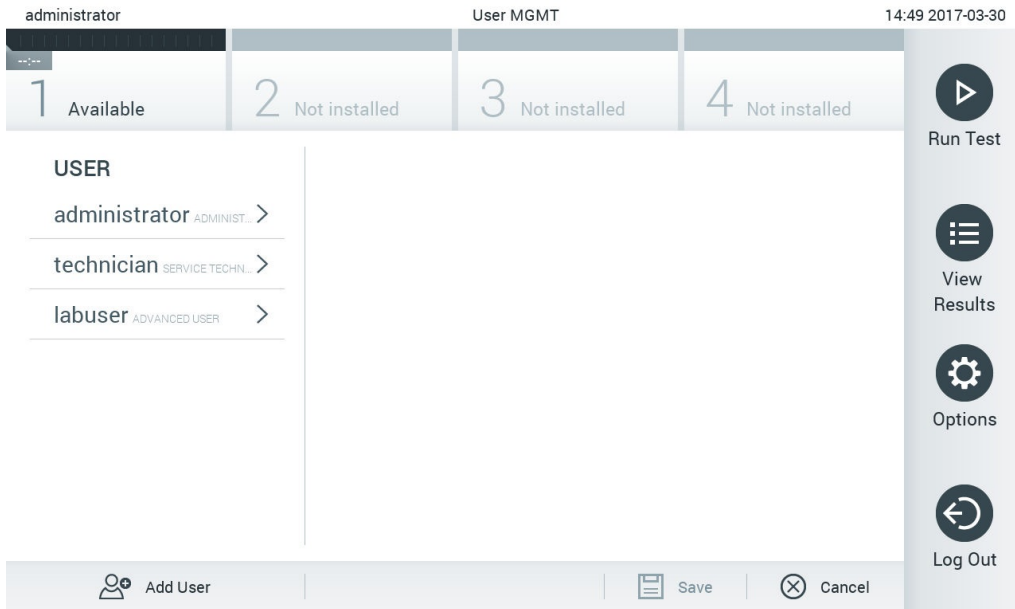 administrator User MGMT 14:49 2017-03-30
--:--
1 Available 2 Not installed 3 Not installed 4 Not installed
Run Test
USER
administrator ADMINIST...
technician SERVICE TECHN...
labuser ADVANCED USER
View
Results
Options
Log Out
Add User Save Cancel